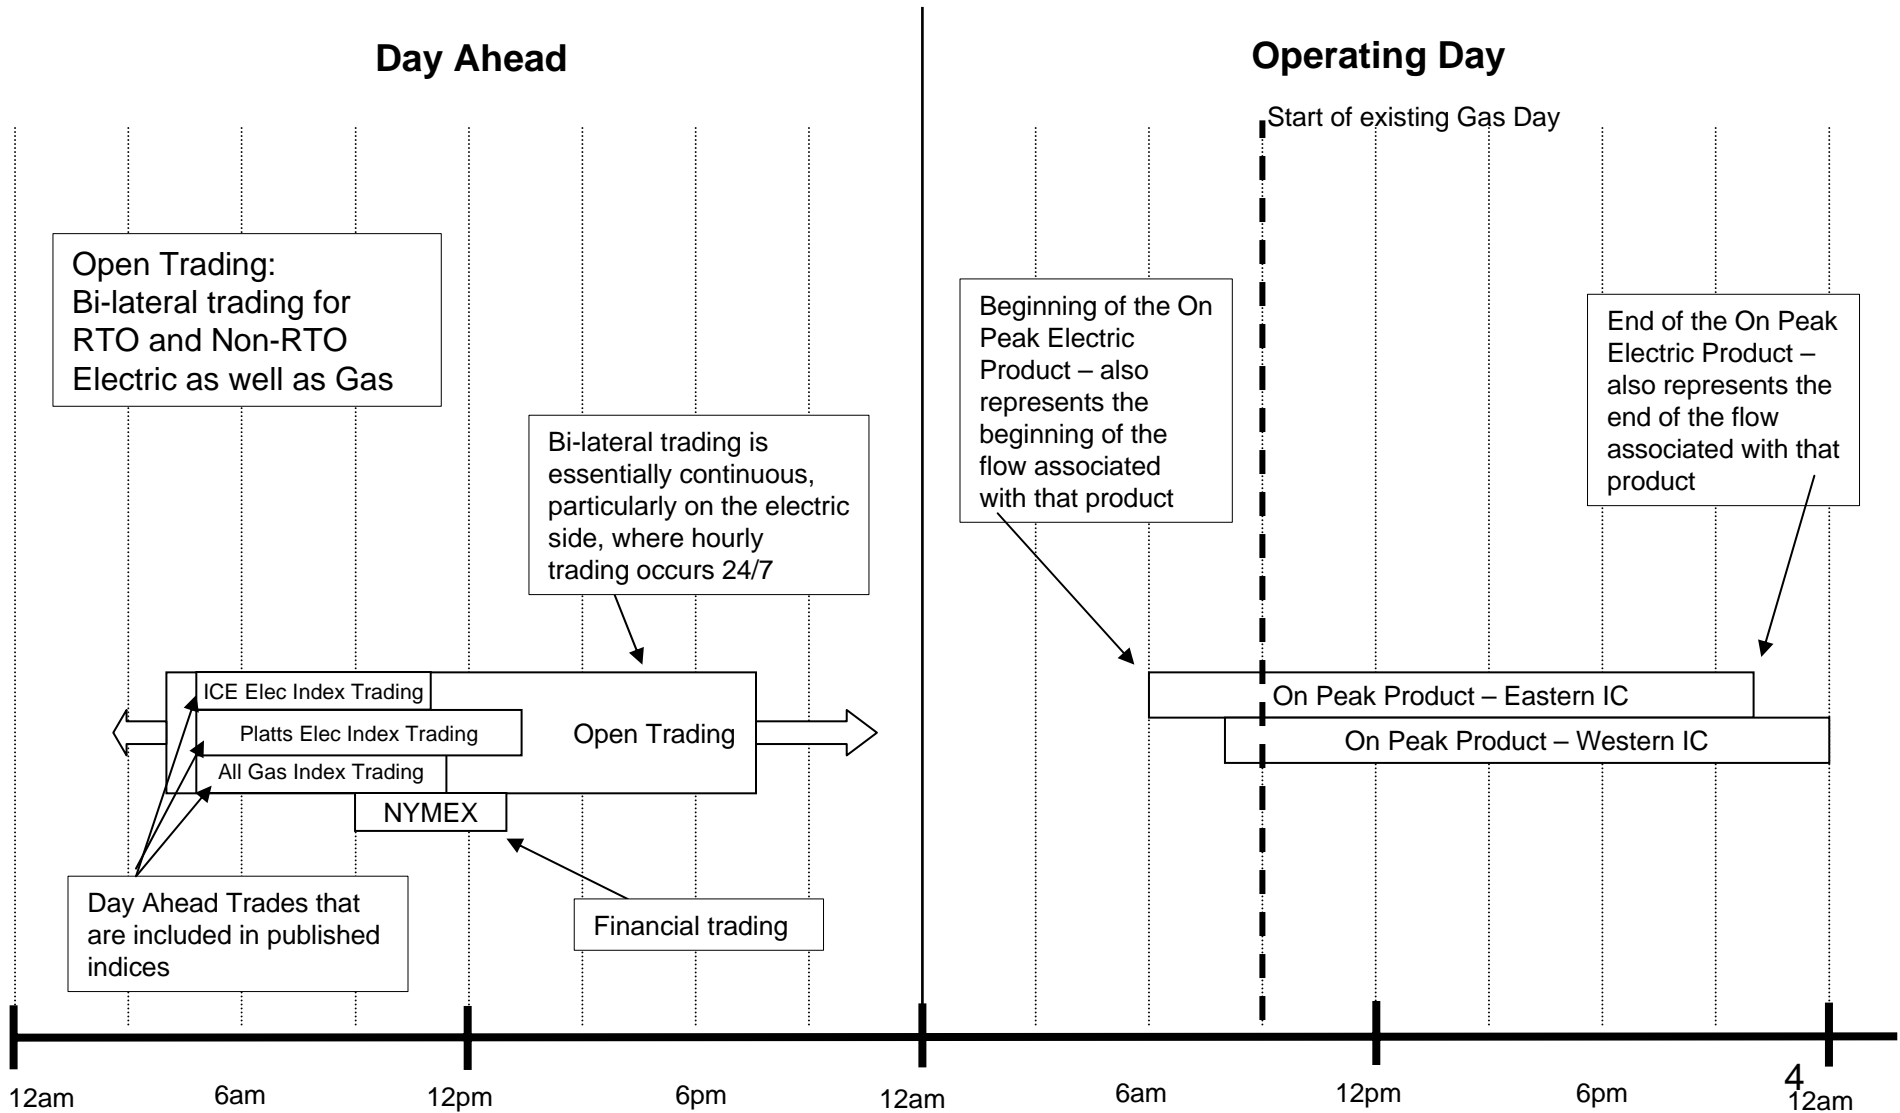 Day Ahead
Operating Day
Start of existing Gas Day
Open Trading:
Bi-lateral trading for
RTO and Non-RTO
Electric as well as Gas
Bi-lateral trading is
essentially continuous,
particularly on the electric
side, where hourly
trading occurs 24/7
Beginning of the On
Peak Electric
Product – also
represents the
beginning of the
flow associated
with that product
End of the On Peak
Electric Product –
also represents the
end of the flow
associated with that
product
ICE Elec Index Trading
Platts Elec Index Trading
All Gas Index Trading
Open Trading
NYMEX
On Peak Product – Eastern IC
On Peak Product – Western IC
Day Ahead Trades that
are included in published
indices
Financial trading
12am
6am
12pm
6pm
12am
6am
12pm
6pm
12am
4